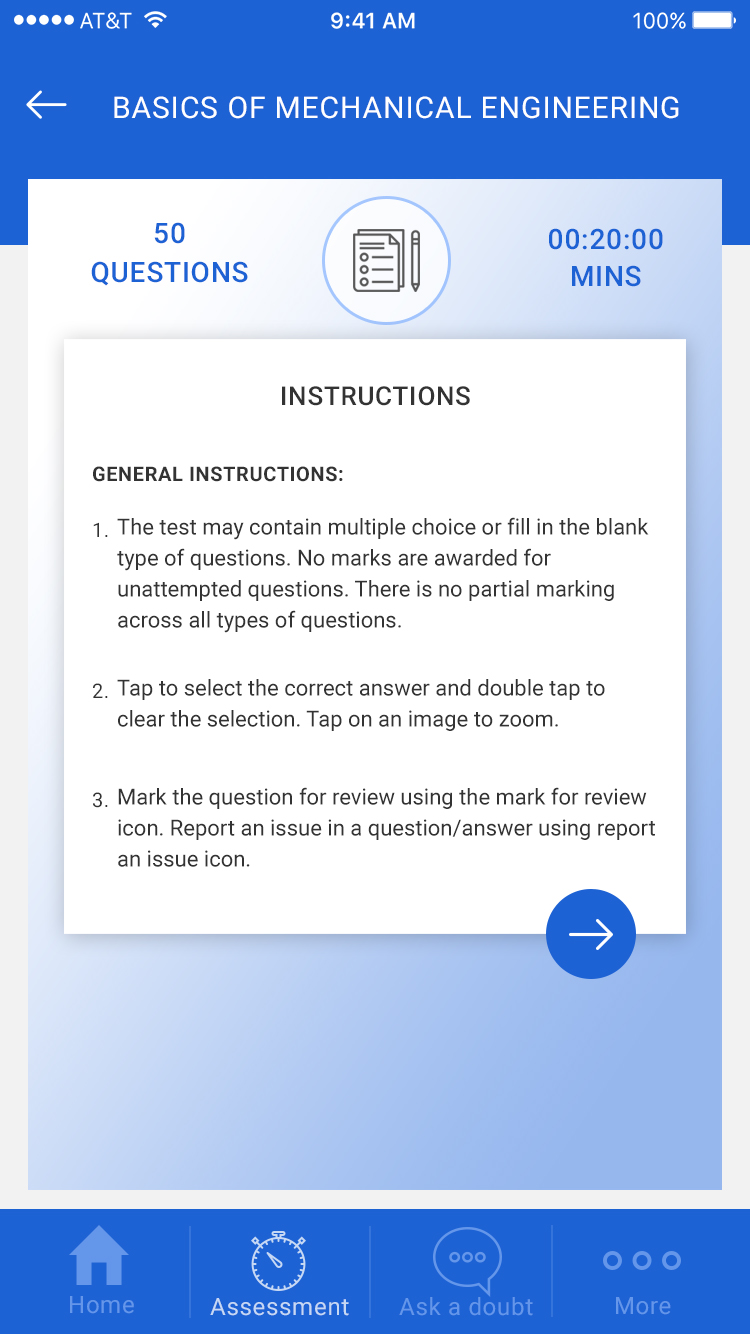 AT&T 9:41 AM 100%
BASICS OF MECHANICAL ENGINEERING
50
QUESTIONS
00:20:00
MINS
INSTRUCTIONS
GENERAL INSTRUCTIONS:
1. The test may contain multiple choice or fill in the blank
type of questions. No marks are awarded for
unattempted questions. There is no partial marking
across all types of questions.
2. Tap to select the correct answer and double tap to
clear the selection. Tap on an image to zoom.
3. Mark the question for review using the mark for review
icon. Report an issue in a question/answer using report
an issue icon.
Home Assessment Ask a doubt More